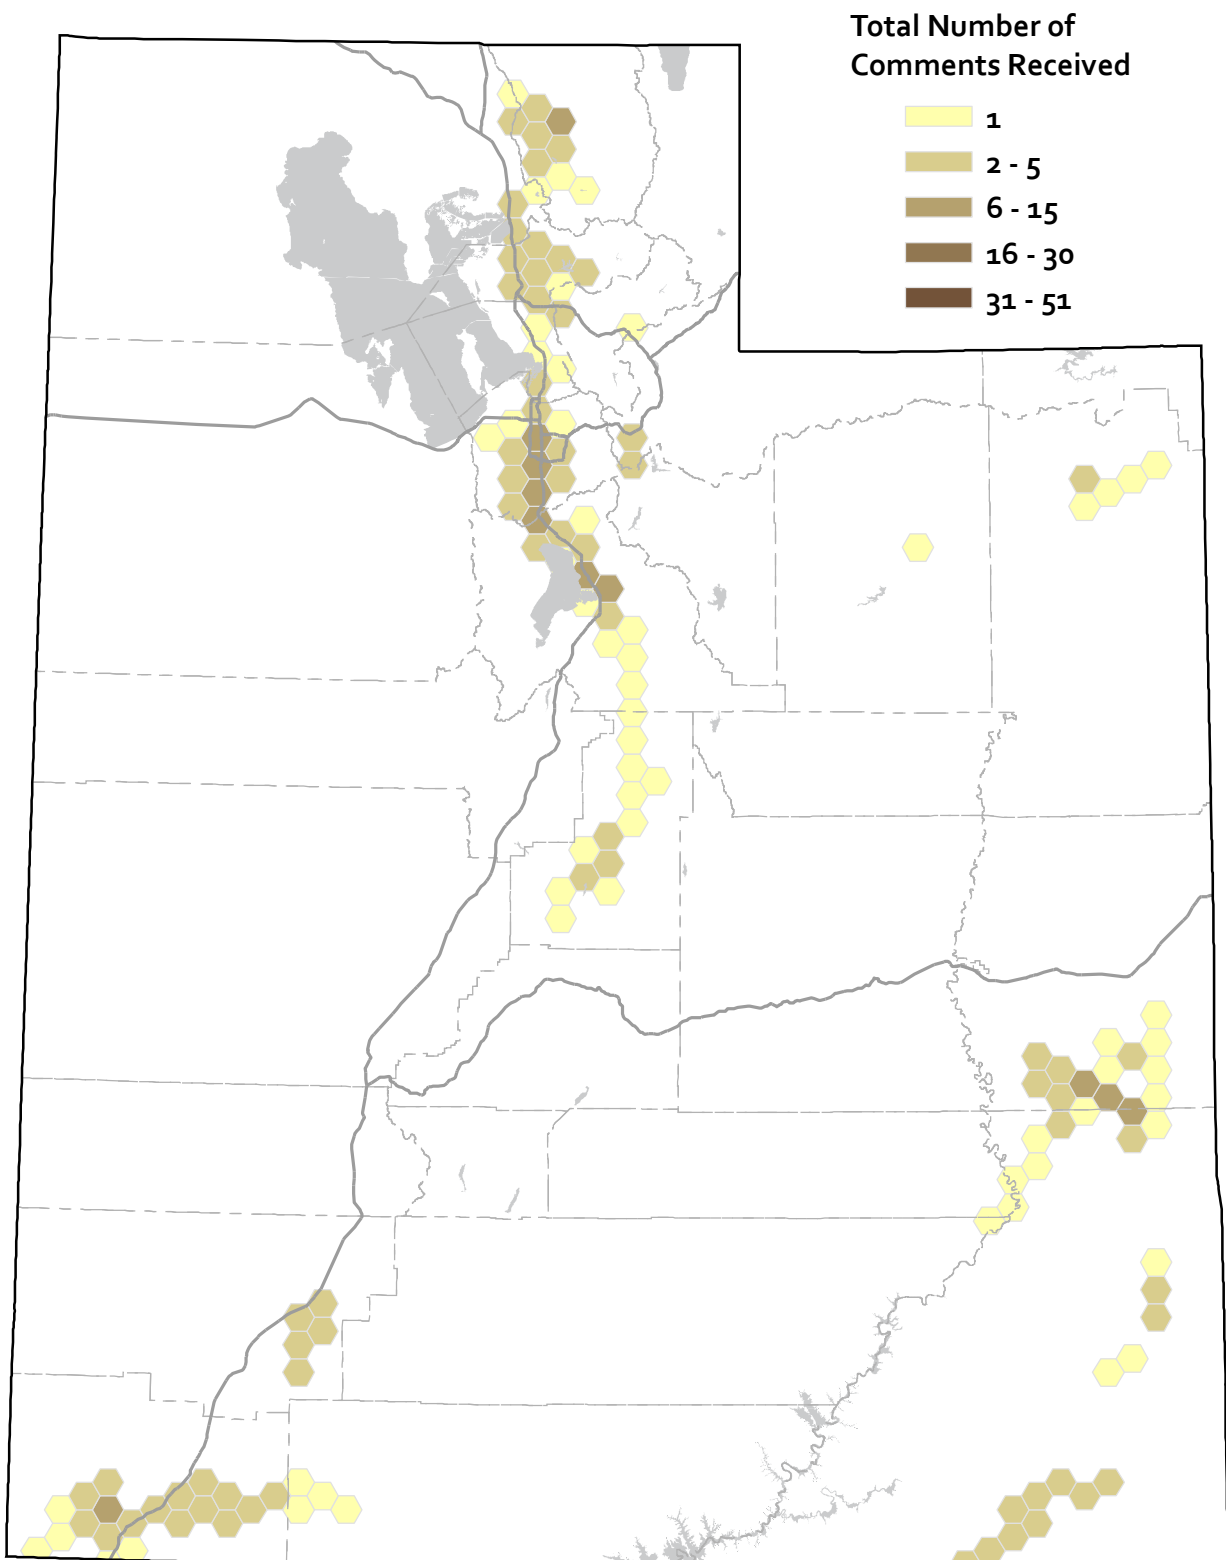 Total Number of
Comments Received
1
2 - 5
6 - 15
16 - 30
31 - 51